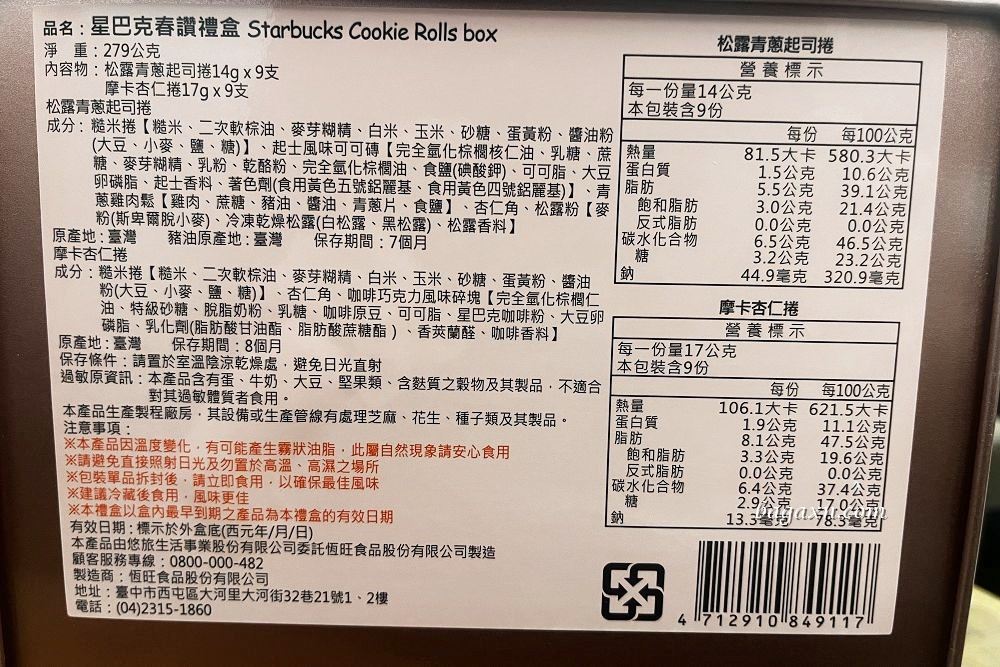 品名：星巴克春讚禮盒 Starbucks Cookie Rolls box
淨　重：279公克
內容物：松露青蔥起司捲14g x 9支
摩卡杏仁捲17g x 9支
松露青蔥起司捲
成分：糙米捲【糙米、二次軟棕油、麥芽糊精、白米、玉米、砂糖、蛋黃粉、醬油粉
(大豆、小麥、鹽、糖)】、起士風味可可磚【完全氫化棕櫚核仁油、乳糖、蔗
糖、麥芽糊精、乳粉、乾酪粉、完全氫化棕櫚油、食鹽(碘酸鉀)、可可脂、大豆
卵磷脂、起士香料、著色劑(食用黃色五號鋁麗基、食用黃色四號鋁麗基)】、青
蔥雞肉鬆【雞肉、蔗糖、豬油、醬油、青蔥片、食鹽】、杏仁角、松露粉【麥
粉(斯卑爾脫小麥)、冷凍乾燥松露(白松露、黑松露)、松露香料】
原產地：臺灣　　豬油原產地：臺灣　　保存期間：7個月
摩卡杏仁捲
成分：糙米捲【糙米、二次軟棕油、麥芽糊精、白米、玉米、砂糖、蛋黃粉、醬油
粉(大豆、小麥、鹽、糖)】、杏仁角、咖啡巧克力風味碎塊【完全氫化棕櫚仁
油、特級砂糖、脫脂奶粉、乳糖、咖啡原豆、可可脂、星巴克咖啡粉、大豆卵
磷脂、乳化劑(脂肪酸甘油酯、脂肪酸蔗糖酯)、香莢蘭醛、咖啡香料】
原產地：臺灣　　保存期間：8個月
保存條件：請置於室溫陰涼乾燥處，避免日光直射
過敏原資訊：本產品含有蛋、牛奶、大豆、堅果類、含麩質之穀物及其製品，不適合
對其過敏體質者食用。
本產品生產製程廠房，其設備或生產管線有處理芝麻、花生、種子類及其製品。
注意事項：
※本產品因溫度變化，有可能產生霧狀油脂，此屬自然現象請安心食用
※請避免直接照射日光及勿置於高溫、高濕之場所
※包裝單品拆封後，請立即食用，以確保最佳風味
※建議冷藏後食用，風味更佳
※本禮盒以盒內最早到期之產品為本禮盒的有效日期
有效日期：標示於外盒底(西元年/月/日)
本產品由悠旅生活事業股份有限公司委託恆旺食品股份有限公司製造
顧客服務專線：0800-000-482
製造商：恆旺食品股份有限公司
地址：臺中市西屯區大河里大河街32巷21號1、2樓
電話：(04)2315-1860
松露青蔥起司捲
營養標示
每一份量14公克
本包裝含9份
每份　每100公克
熱量 81.5大卡 580.3大卡
蛋白質 1.5公克 10.6公克
脂肪 5.5公克 39.1公克
飽和脂肪 3.0公克 21.4公克
反式脂肪 0.0公克 0.0公克
碳水化合物 6.5公克 46.5公克
糖 3.2公克 23.2公克
鈉 44.9毫克 320.9毫克
摩卡杏仁捲
營養標示
每一份量17公克
本包裝含9份
每份　每100公克
熱量 106.1大卡 621.5大卡
蛋白質 1.9公克 11.1公克
脂肪 8.1公克 47.5公克
飽和脂肪 3.3公克 19.6公克
反式脂肪 0.0公克 0.0公克
碳水化合物 6.4公克 37.4公克
糖 2.9公克 17.0公克
鈉 13.3毫克 78.3毫克
4 712910 849117